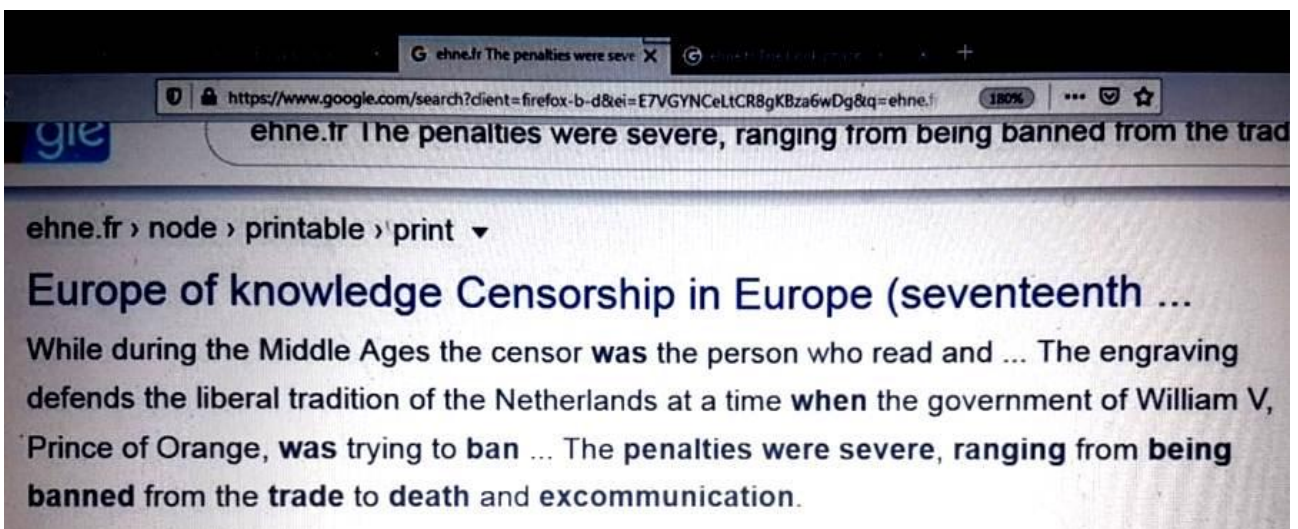 G ehne.fr The penalties were seve X
https://www.google.com/search?client=firefox-b-d&ei=E7VGYNCeLtCR8gKBza6wDg&q=ehne.f 180%
gle ehne.fr The penalties were severe, ranging from being banned from the trad
ehne.fr › node › printable › print
Europe of knowledge Censorship in Europe (seventeenth ...
While during the Middle Ages the censor was the person who read and ... The engraving
defends the liberal tradition of the Netherlands at a time when the government of William V,
Prince of Orange, was trying to ban ... The penalties were severe, ranging from being
banned from the trade to death and excommunication.